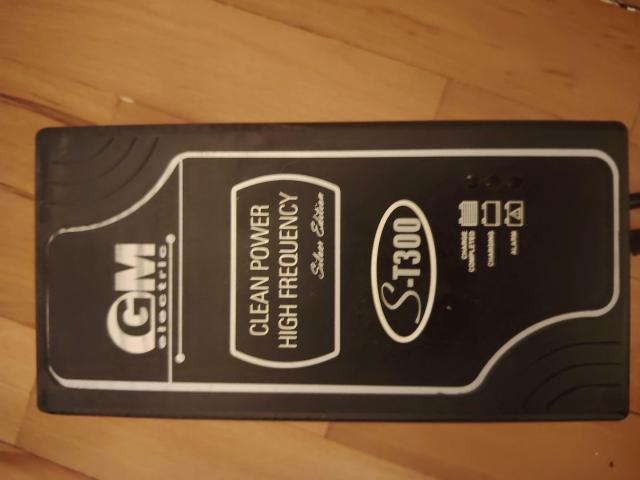 GM
electric
CLEAN POWER
HIGH FREQUENCY
Silver Edition
S-T300
CHARGE
COMPLETED
CHARGING
ALARM